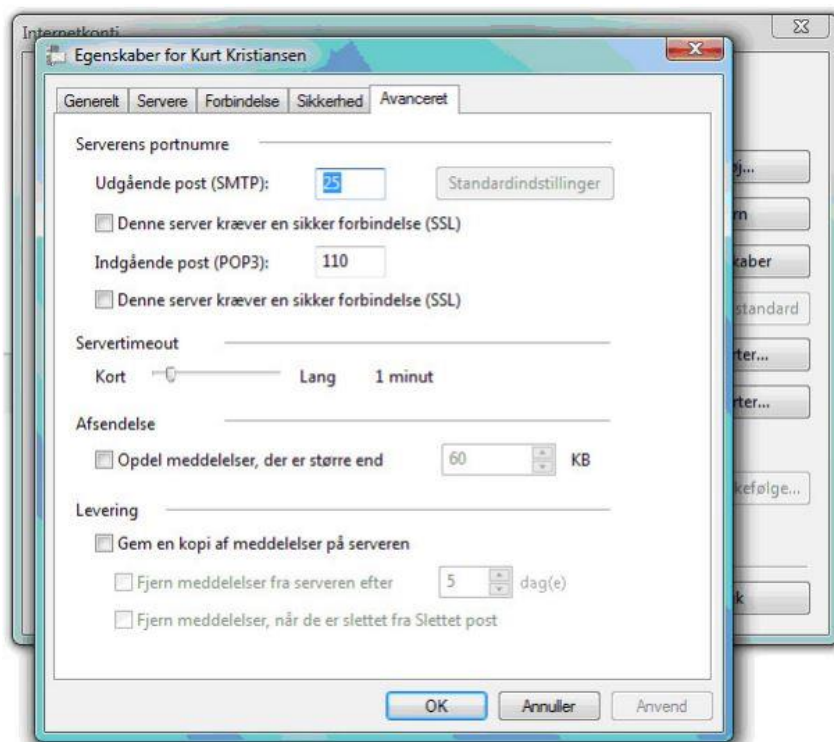 Internetkonti
Egenskaber for Kurt Kristiansen
Generelt Servere Forbindelse Sikkerhed Avanceret
Serverens portnumre
Udgående post (SMTP): 25 Standardindstillinger
Denne server kræver en sikker forbindelse (SSL)
Indgående post (POP3): 110
Denne server kræver en sikker forbindelse (SSL)
Servertimeout
Kort Lang 1 minut
Afsendelse
Opdel meddelelser, der er større end 60 KB
Levering
Gem en kopi af meddelelser på serveren
Fjern meddelelser fra serveren efter 5 dag(e)
Fjern meddelelser, når de er slettet fra Slettet post
OK Annuller Anvend
standard